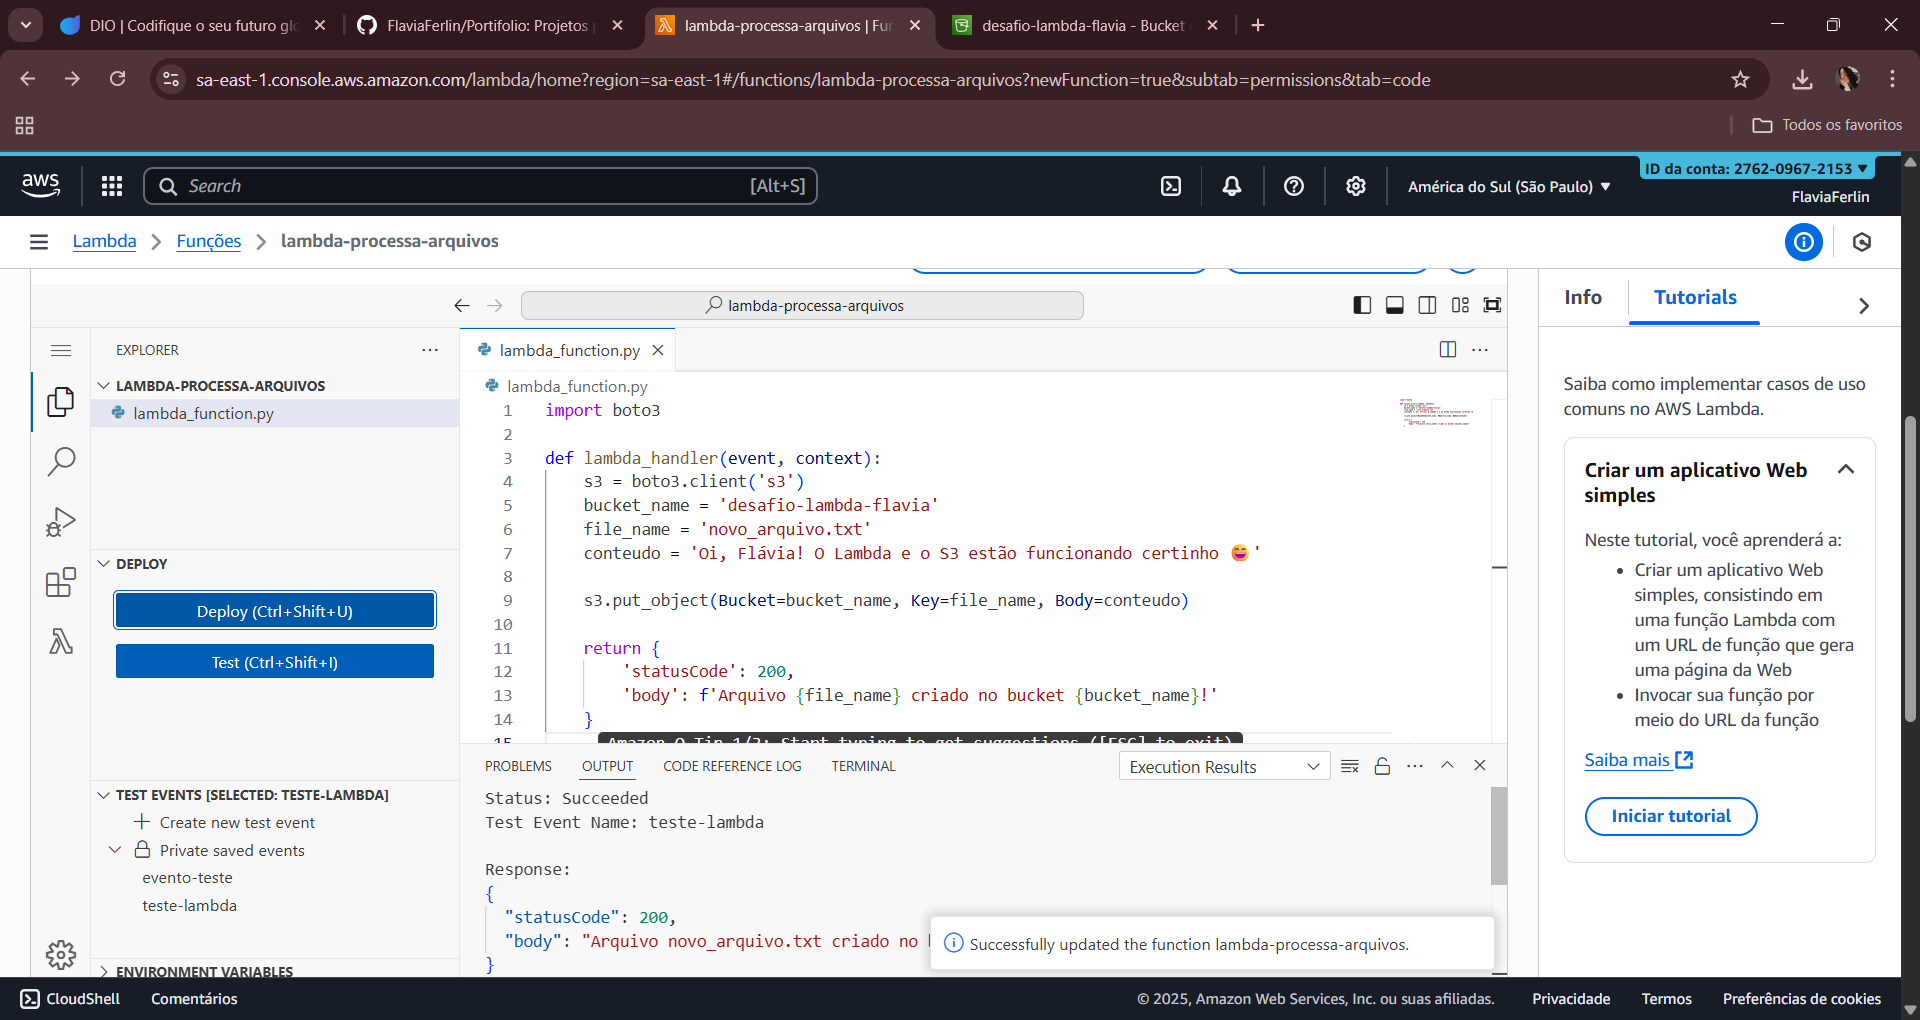 DIO | Codifique o seu futuro glo
FlaviaFerlin/Portifolio: Projetos p
lambda-processa-arquivos | Fun
desafio-lambda-flavia - Bucket
sa-east-1.console.aws.amazon.com/lambda/home?region=sa-east-1#/functions/lambda-processa-arquivos?newFunction=true&subtab=permissions&tab=code
Todos os favoritos
aws
Search
[Alt+S]
América do Sul (São Paulo)
ID da conta: 2762-0967-2153
FlaviaFerlin
Lambda
Funções
lambda-processa-arquivos
lambda-processa-arquivos
EXPLORER
LAMBDA-PROCESSA-ARQUIVOS
lambda_function.py
DEPLOY
Deploy (Ctrl+Shift+U)
Test (Ctrl+Shift+I)
TEST EVENTS [SELECTED: TESTE-LAMBDA]
Create new test event
Private saved events
evento-teste
teste-lambda
ENVIRONMENT VARIABLES
lambda_function.py
lambda_function.py
1 import boto3
2
3 def lambda_handler(event, context):
4 s3 = boto3.client('s3')
5 bucket_name = 'desafio-lambda-flavia'
6 file_name = 'novo_arquivo.txt'
7 conteudo = 'Oi, Flávia! O Lambda e o S3 estão funcionando certinho 😄'
8
9 s3.put_object(Bucket=bucket_name, Key=file_name, Body=conteudo)
10
11 return {
12 'statusCode': 200,
13 'body': f'Arquivo {file_name} criado no bucket {bucket_name}!'
14 }
15
Amazon Q Tip 1/3: Start typing to get suggestions ([ESC] to exit)
PROBLEMS
OUTPUT
CODE REFERENCE LOG
TERMINAL
Execution Results
Status: Succeeded
Test Event Name: teste-lambda
Response:
{
"statusCode": 200,
"body": "Arquivo novo_arquivo.txt criado no
}
Successfully updated the function lambda-processa-arquivos.
Info
Tutorials
Saiba como implementar casos de uso
comuns no AWS Lambda.
Criar um aplicativo Web
simples
Neste tutorial, você aprenderá a:
• Criar um aplicativo Web
simples, consistindo em
uma função Lambda com
um URL de função que gera
uma página da Web
• Invocar sua função por
meio do URL da função
Saiba mais
Iniciar tutorial
CloudShell
Comentários
© 2025, Amazon Web Services, Inc. ou suas afiliadas.
Privacidade
Termos
Preferências de cookies